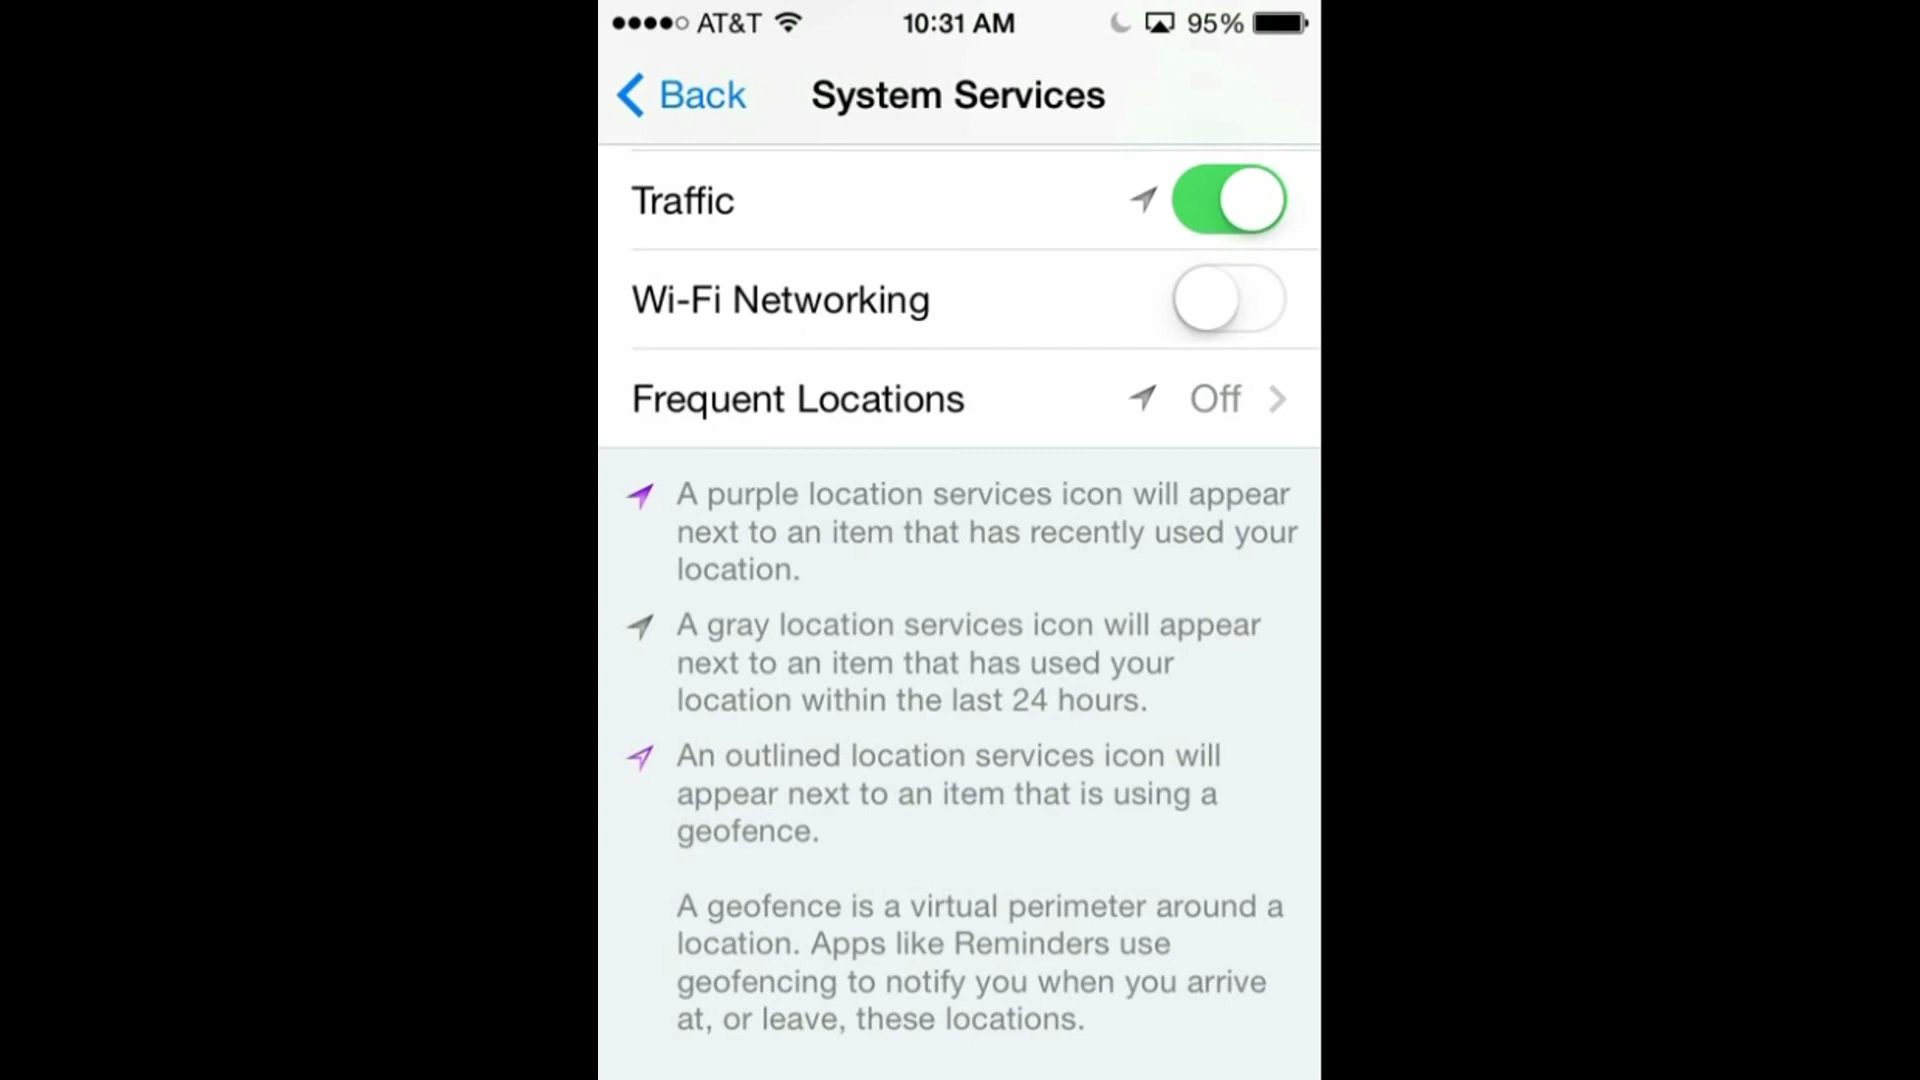 AT&T 10:31 AM 95%
Back System Services
Traffic
Wi-Fi Networking
Frequent Locations Off
A purple location services icon will appear
next to an item that has recently used your
location.
A gray location services icon will appear
next to an item that has used your
location within the last 24 hours.
An outlined location services icon will
appear next to an item that is using a
geofence.
A geofence is a virtual perimeter around a
location. Apps like Reminders use
geofencing to notify you when you arrive
at, or leave, these locations.